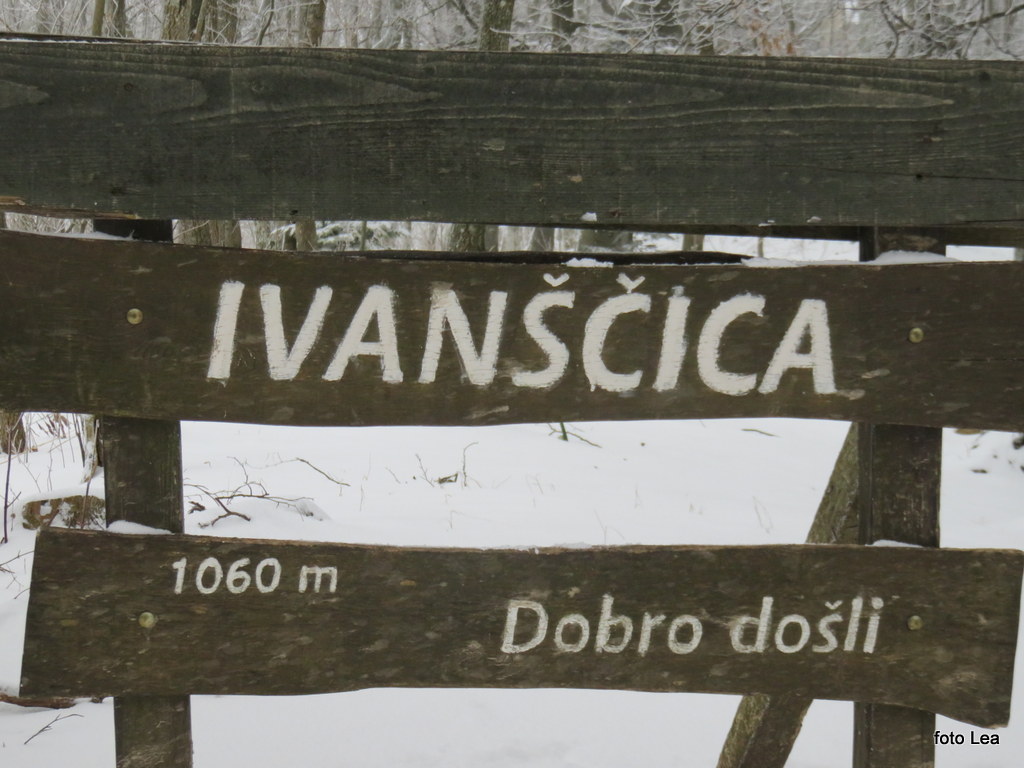 IVANŠČICA
1060 m
Dobro došli
foto Lea